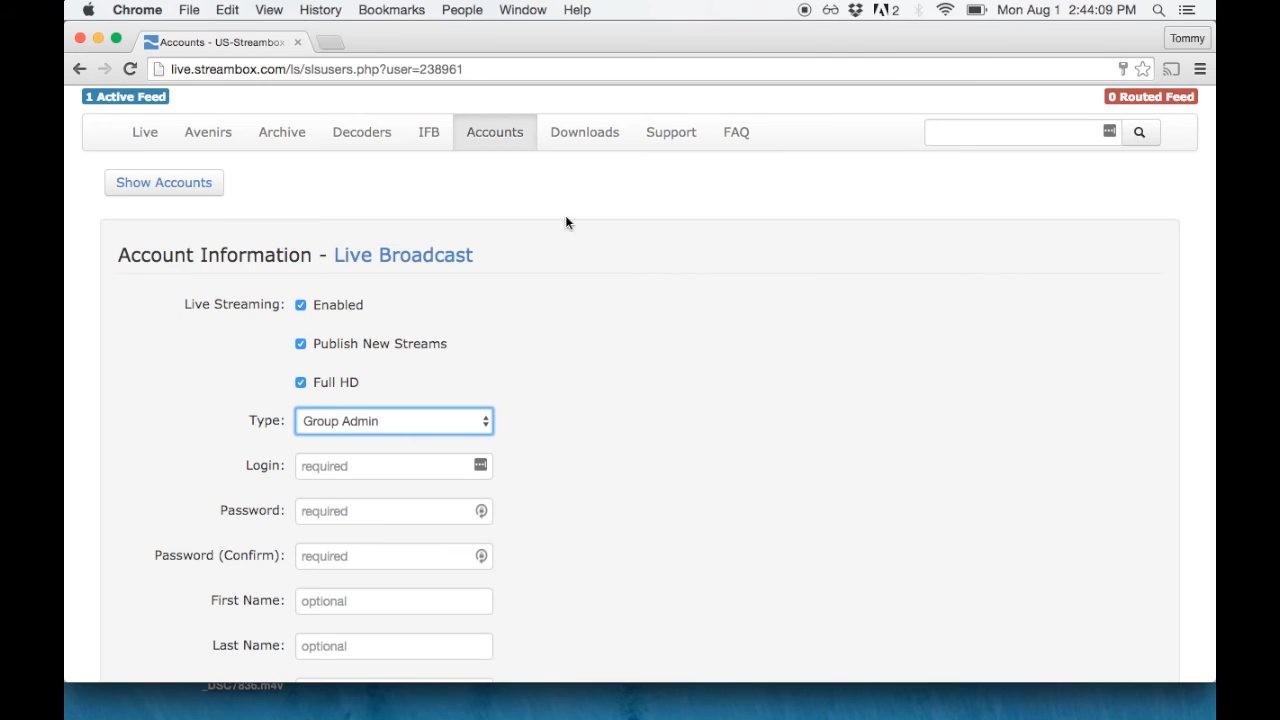 Chrome File Edit View History Bookmarks People Window Help 2 Mon Aug 1 2:44:09 PM
Accounts - US-Streambox Tommy
live.streambox.com/ls/slsusers.php?user=238961
1 Active Feed 0 Routed Feed
Live Avenirs Archive Decoders IFB Accounts Downloads Support FAQ
Show Accounts
Account Information - Live Broadcast
Live Streaming: Enabled
Publish New Streams
Full HD
Type: Group Admin
Login: required
Password: required
Password (Confirm): required
First Name: optional
Last Name: optional
_DSC7836.m4v